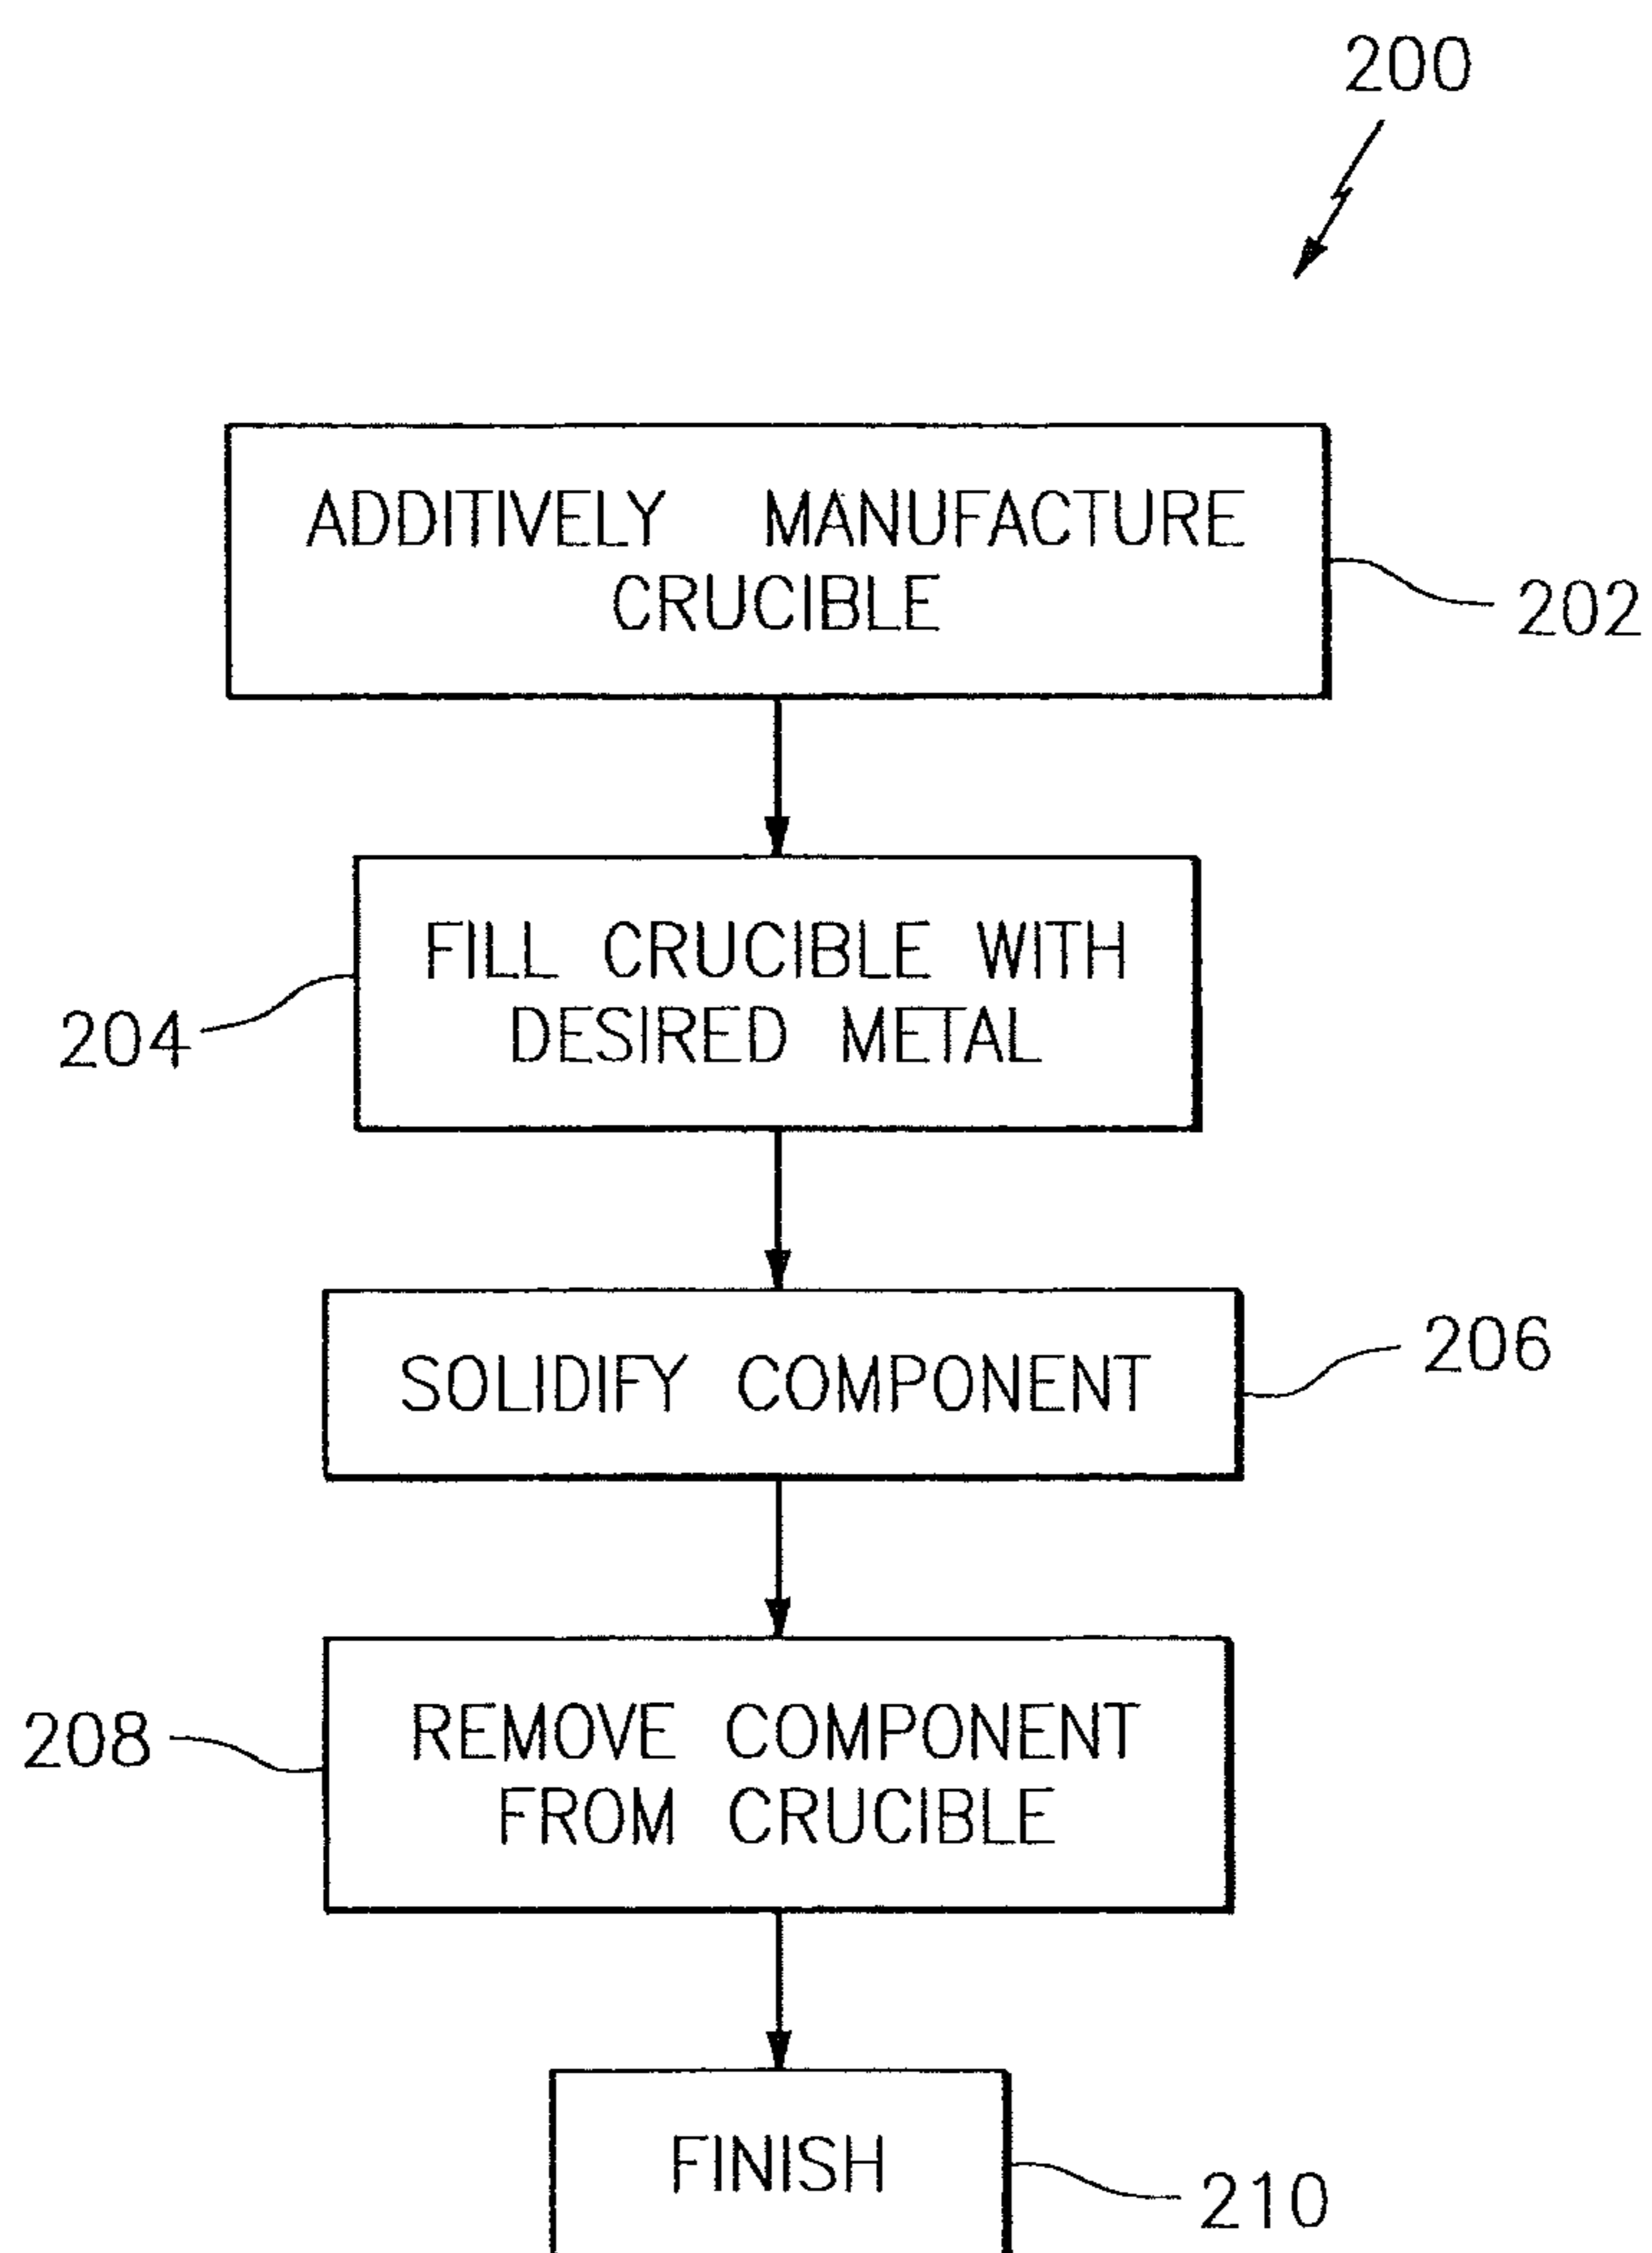 200
ADDITIVELY MANUFACTURE
CRUCIBLE
202
FILL CRUCIBLE WITH
DESIRED METAL
204
SOLIDIFY COMPONENT
206
REMOVE COMPONENT
FROM CRUCIBLE
208
FINISH
210